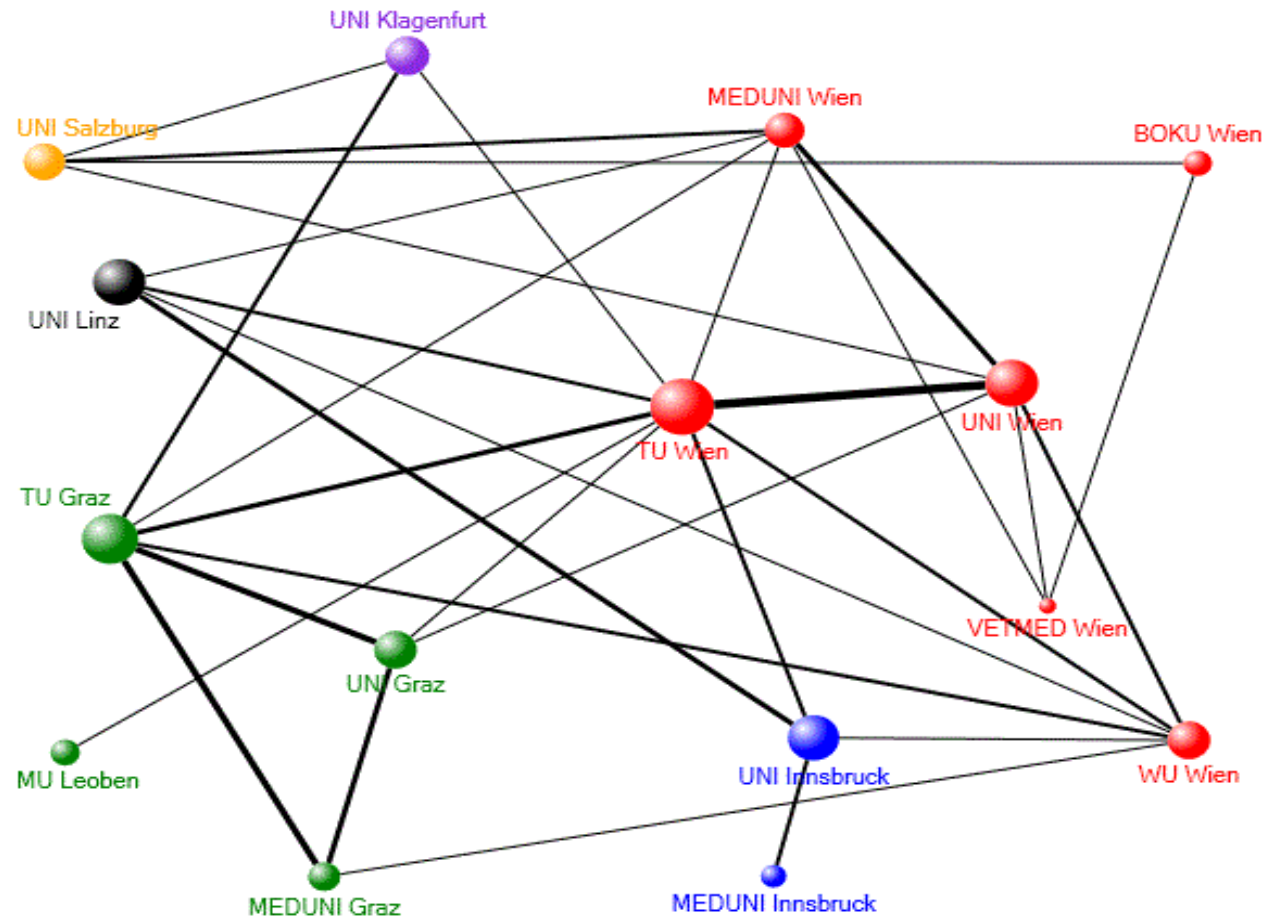 UNI Klagenfurt
MEDUNI Wien
UNI Salzburg
BOKU Wien
UNI Linz
UNI Wien
TU Wien
TU Graz
VETMED Wien
UNI Graz
MU Leoben
UNI Innsbruck
WU Wien
MEDUNI Graz
MEDUNI Innsbruck